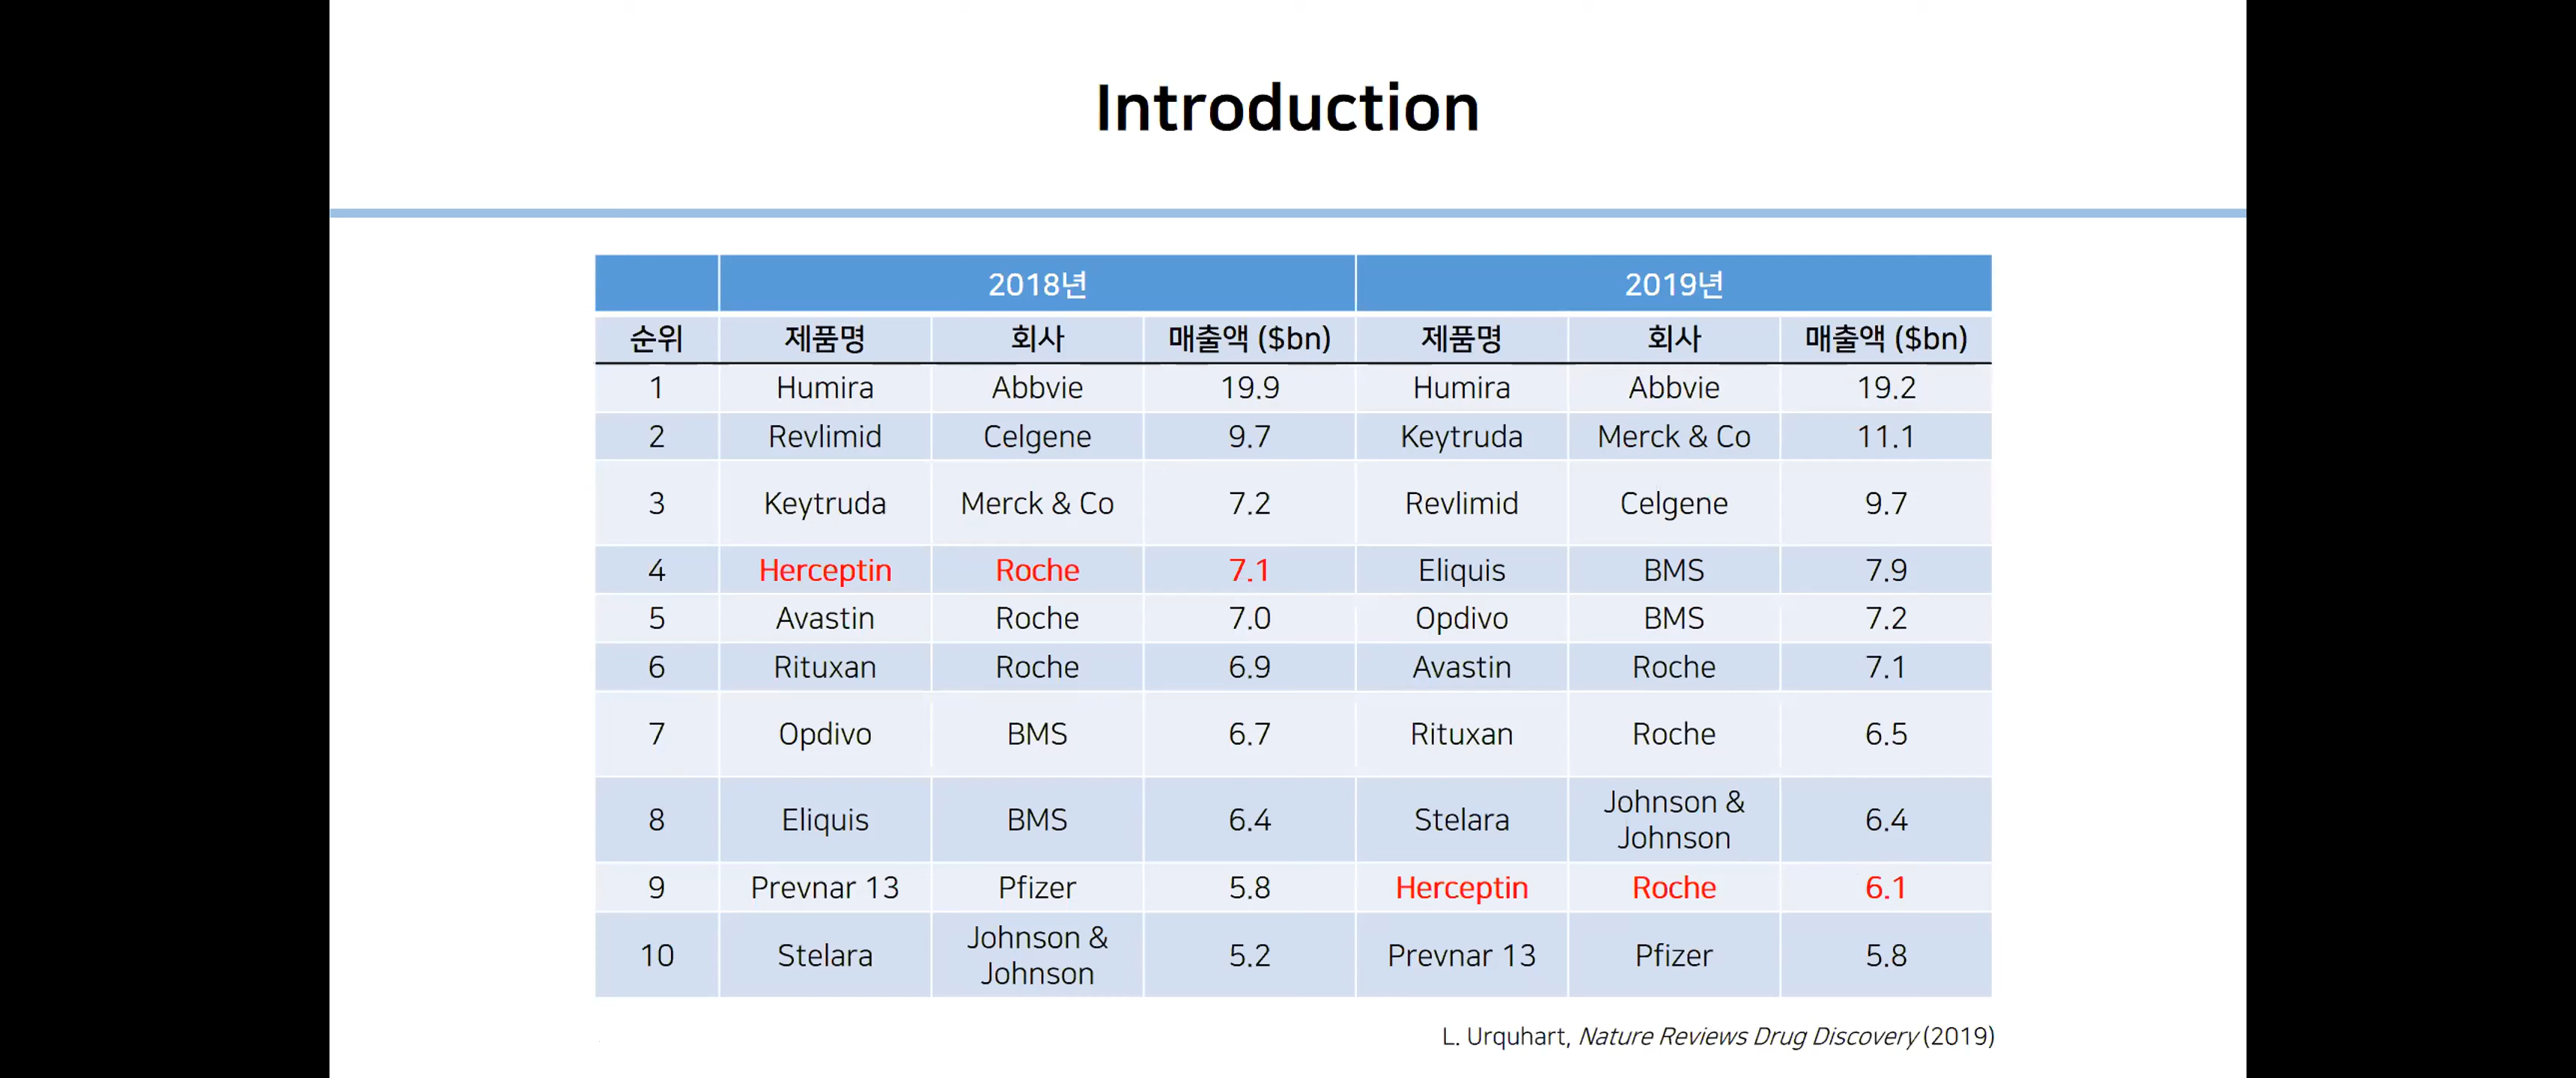 Introduction
2018년 2019년
순위 제품명 회사 매출액 ($bn) 제품명 회사 매출액 ($bn)
1 Humira Abbvie 19.9 Humira Abbvie 19.2
2 Revlimid Celgene 9.7 Keytruda Merck & Co 11.1
3 Keytruda Merck & Co 7.2 Revlimid Celgene 9.7
4 Herceptin Roche 7.1 Eliquis BMS 7.9
5 Avastin Roche 7.0 Opdivo BMS 7.2
6 Rituxan Roche 6.9 Avastin Roche 7.1
7 Opdivo BMS 6.7 Rituxan Roche 6.5
8 Eliquis BMS 6.4 Stelara Johnson & Johnson 6.4
9 Prevnar 13 Pfizer 5.8 Herceptin Roche 6.1
10 Stelara Johnson & Johnson 5.2 Prevnar 13 Pfizer 5.8
L. Urquhart, Nature Reviews Drug Discovery (2019)